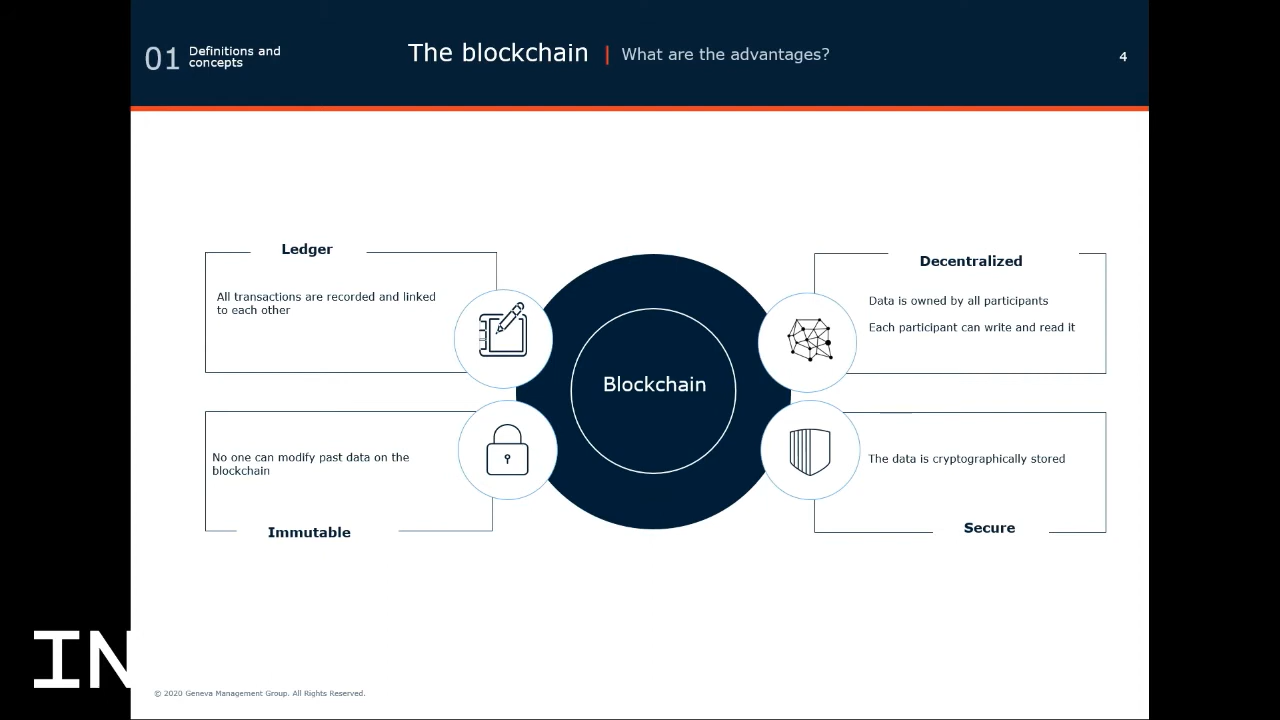 01
Definitions and
concepts
The blockchain | What are the advantages?
4
Ledger
All transactions are recorded and linked
to each other
Decentralized
Data is owned by all participants
Each participant can write and read it
Blockchain
No one can modify past data on the
blockchain
Immutable
The data is cryptographically stored
Secure
IN
© 2020 Geneva Management Group. All Rights Reserved.